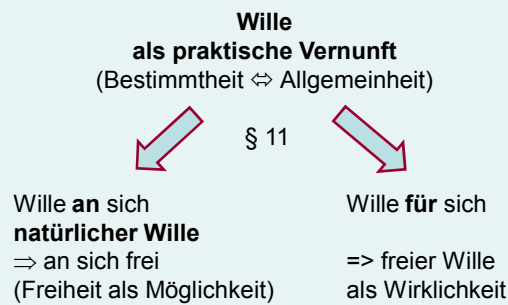 Wille
als praktische Vernunft
(Bestimmtheit ⇔ Allgemeinheit)
§ 11
Wille an sich
natürlicher Wille
⇒ an sich frei
(Freiheit als Möglichkeit)
Wille für sich
=> freier Wille
als Wirklichkeit